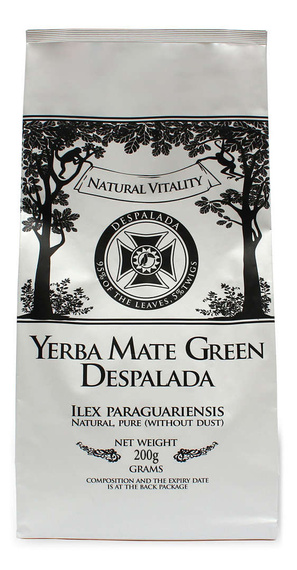 NATURAL VITALITY
DESPALADA
95% OF THE LEAVES, 5% TWIGS
YERBA MATE GREEN
DESPALADA
ILEX PARAGUARIENSIS
NATURAL, PURE (WITHOUT DUST)
NET WEIGHT
200g
GRAMS
COMPOSITION AND THE EXPIRY DATE
IS AT THE BACK PACKAGE